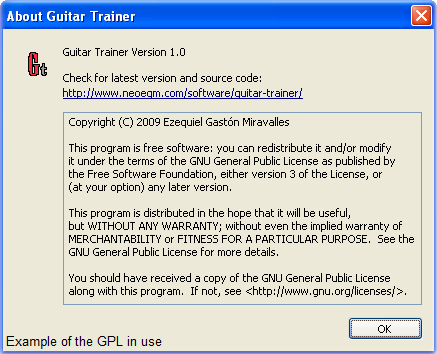 About Guitar Trainer
Gt
Guitar Trainer Version 1.0
Check for latest version and source code:
http://www.neoegm.com/software/guitar-trainer/
Copyright (C) 2009 Ezequiel Gastón Miravalles
This program is free software: you can redistribute it and/or modify
it under the terms of the GNU General Public License as published by
the Free Software Foundation, either version 3 of the License, or
(at your option) any later version.
This program is distributed in the hope that it will be useful,
but WITHOUT ANY WARRANTY; without even the implied warranty of
MERCHANTABILITY or FITNESS FOR A PARTICULAR PURPOSE.  See the
GNU General Public License for more details.
You should have received a copy of the GNU General Public License
along with this program.  If not, see <http://www.gnu.org/licenses/>.
OK
Example of the GPL in use